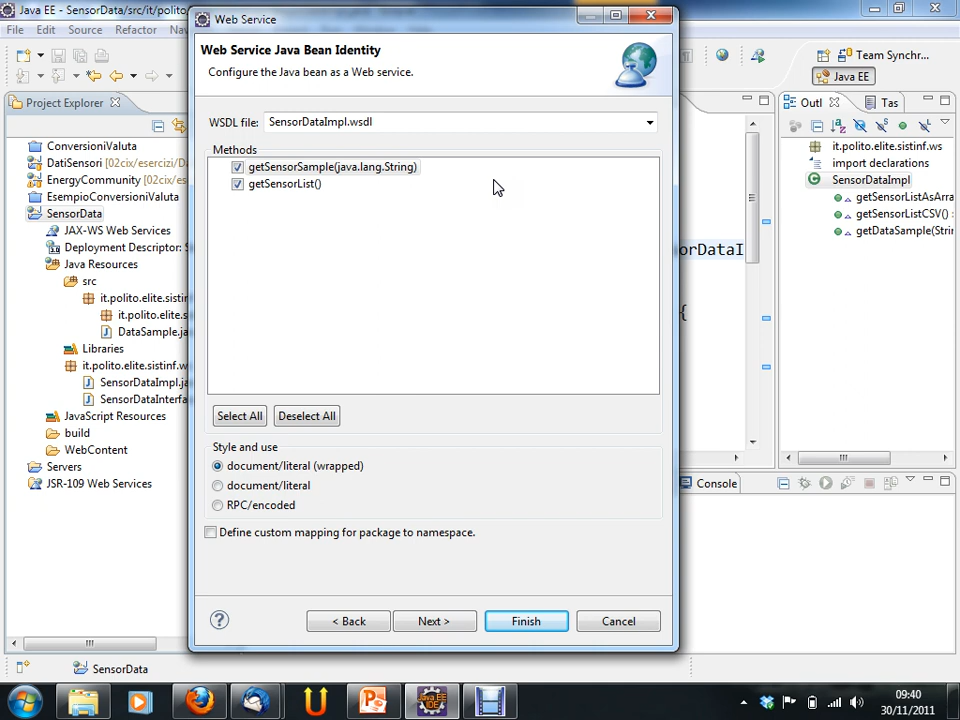 Java EE - SensorData/src/it/polito
Web Service
File Edit Source Refactor
Web Service Java Bean Identity
Configure the Java bean as a Web service.
Team Synchr...
Java EE
Project Explorer
WSDL file: SensorDataImpl.wsdl
Outl
Tas
Methods
getSensorSample(java.lang.String)
getSensorList()
ConversioniValuta
DatiSensori [02cix/esercizi/Da
EnergyCommunity [02cix/es
EsempioConversioniValuta
SensorData
JAX-WS Web Services
Deployment Descriptor: S
Java Resources
src
it.polito.elite.sistinf
it.polito.elite.s
DataSample.ja
Libraries
it.polito.elite.sistinf.w
SensorDataImpl.j
SensorDataInterfa
JavaScript Resources
build
WebContent
Servers
JSR-109 Web Services
it.polito.elite.sistinf.ws
import declarations
SensorDataImpl
getSensorListAsArra
getSensorListCSV() :
getDataSample(Strin
orDataI
{
Select All
Deselect All
Style and use
document/literal (wrapped)
document/literal
RPC/encoded
Define custom mapping for package to namespace.
Console
< Back
Next >
Finish
Cancel
SensorData
Java EE
IDE
09:40
30/11/2011